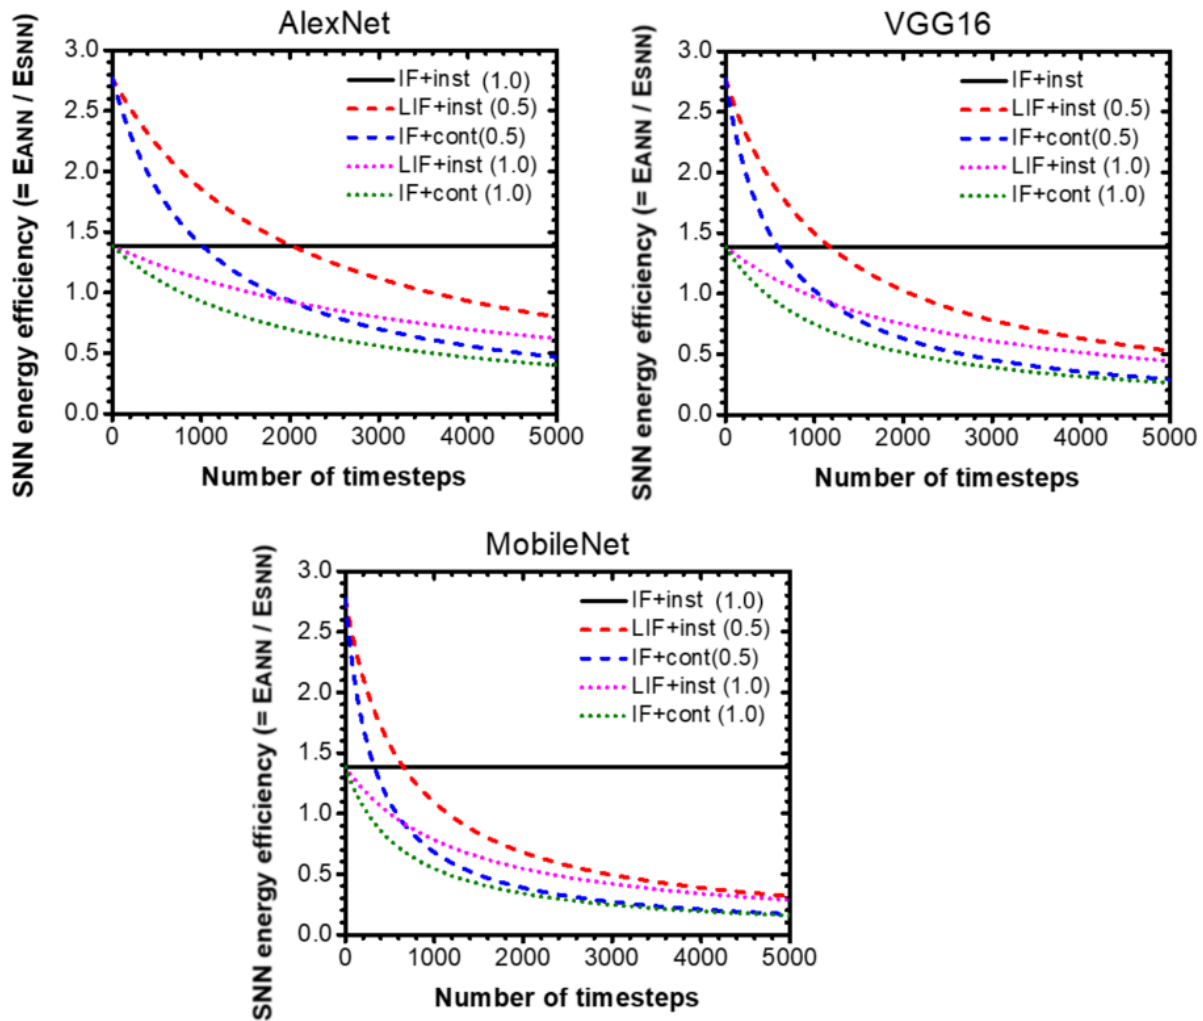 AlexNet
SNN energy efficiency (= EANN / ESNN)
3.0
2.5
2.0
1.5
1.0
0.5
0.0
IF+inst (1.0)
LIF+inst (0.5)
IF+cont(0.5)
LIF+inst (1.0)
IF+cont (1.0)
0 1000 2000 3000 4000 5000
Number of timesteps
VGG16
SNN energy efficiency (= EANN / ESNN)
3.0
2.5
2.0
1.5
1.0
0.5
0.0
IF+inst
LIF+inst (0.5)
IF+cont(0.5)
LIF+inst (1.0)
IF+cont (1.0)
0 1000 2000 3000 4000 5000
Number of timesteps
MobileNet
SNN energy efficiency (= EANN / ESNN)
3.0
2.5
2.0
1.5
1.0
0.5
0.0
IF+inst (1.0)
LIF+inst (0.5)
IF+cont(0.5)
LIF+inst (1.0)
IF+cont (1.0)
0 1000 2000 3000 4000 5000
Number of timesteps